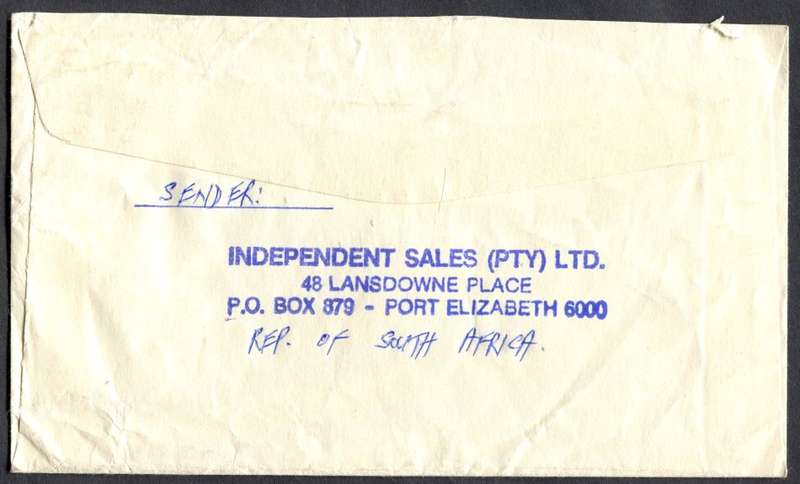 SENDER:
INDEPENDENT SALES (PTY) LTD.
48 LANSDOWNE PLACE
P.O. BOX 879 - PORT ELIZABETH 6000
REP. OF SOUTH AFRICA.